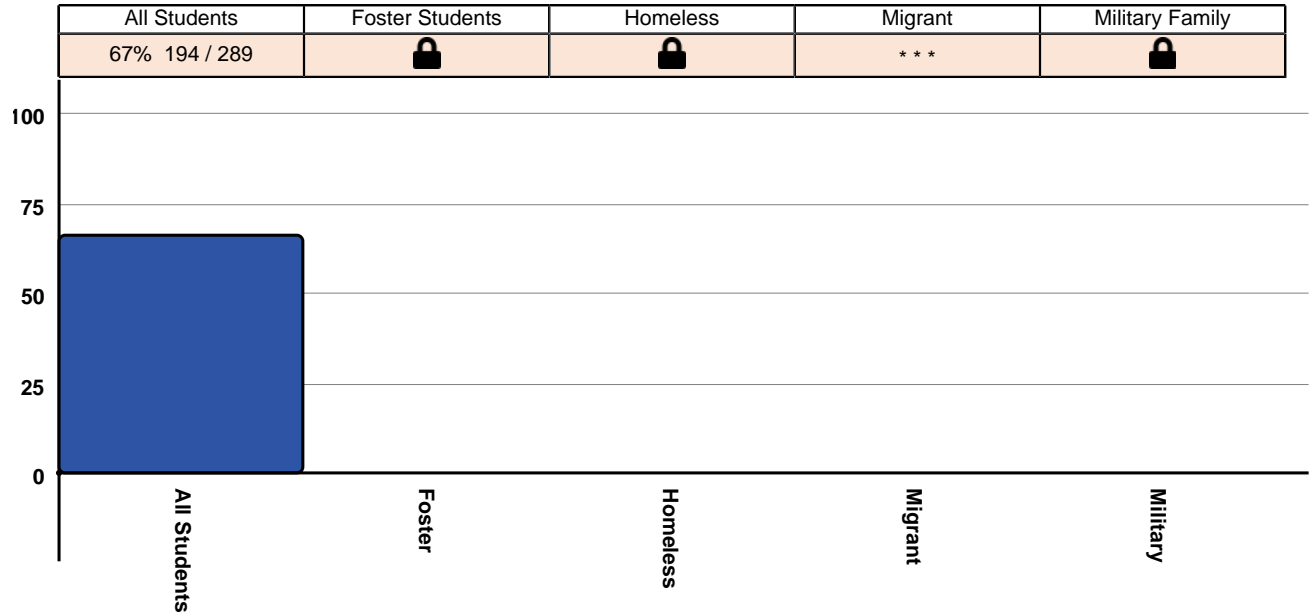 All Students Foster Students Homeless Migrant Military Family
67% 194 / 289 * * *
100
75
50
25
0
All Students
Foster
Homeless
Migrant
Military